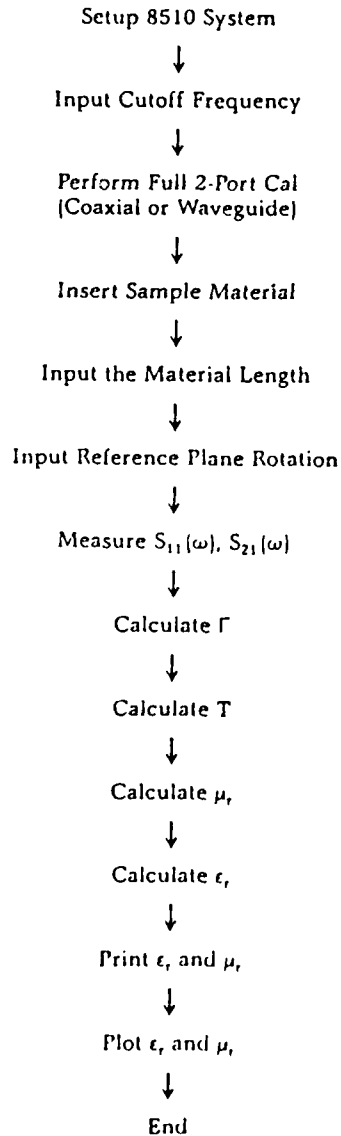 Setup 8510 System
↓
Input Cutoff Frequency
↓
Perform Full 2-Port Cal
(Coaxial or Waveguide)
↓
Insert Sample Material
↓
Input the Material Length
↓
Input Reference Plane Rotation
↓
Measure S₁₁(ω), S₂₁(ω)
↓
Calculate Γ
↓
Calculate T
↓
Calculate μᵣ
↓
Calculate εᵣ
↓
Print εᵣ and μᵣ
↓
Plot εᵣ and μᵣ
↓
End